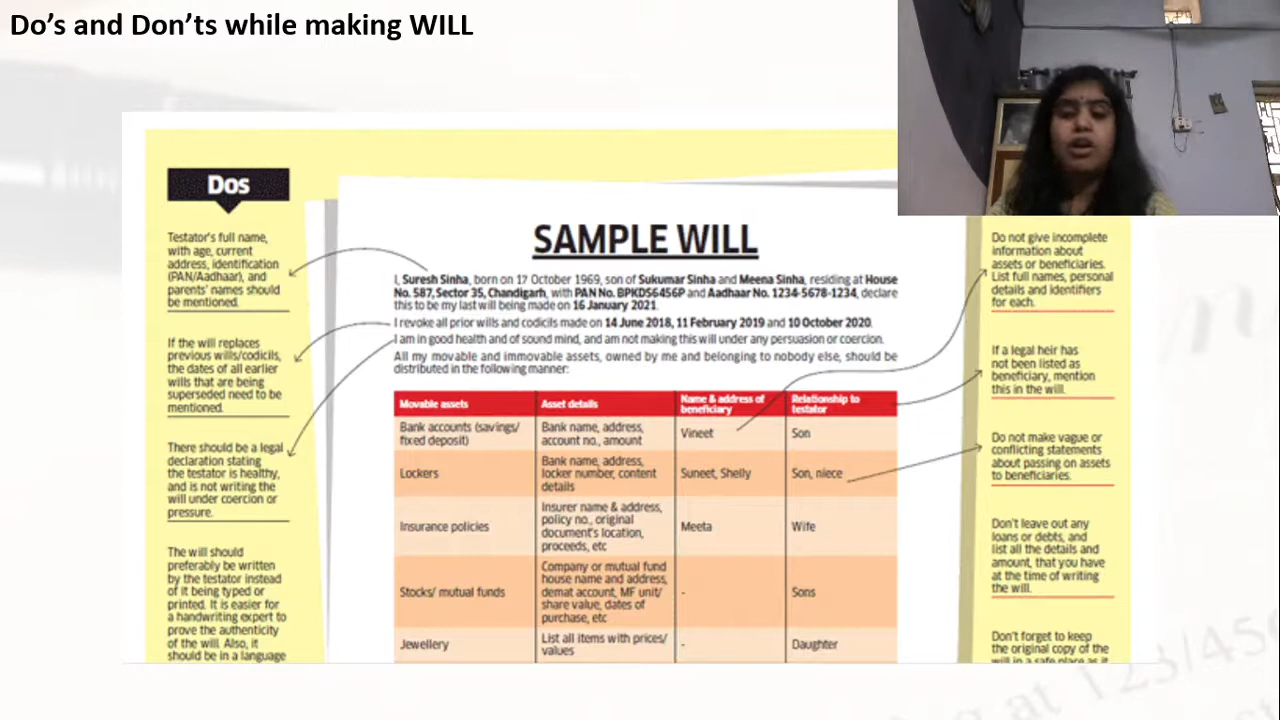 Do's and Don'ts while making WILL
Dos
Testator's full name,
with age, current
address, identification
(PAN/Aadhaar), and
parents' names should
be mentioned.
If the will replaces
previous wills/codicils,
the dates of all earlier
wills that are being
superseded need to be
mentioned.
There should be a legal
declaration stating
the testator is healthy,
and is not writing the
will under coercion or
pressure.
The will should
preferably be written
by the testator instead
of it being typed or
printed. It is easier for
a handwriting expert to
prove the authenticity
of the will. Also, it
should be in a language
SAMPLE WILL
I, Suresh Sinha, born on 17 October 1969, son of Sukumar Sinha and Meena Sinha, residing at House
No. 587, Sector 35, Chandigarh, with PAN No. BPKDS6456P and Aadhaar No. 1234-5678-1234, declare
this to be my last will being made on 16 January 2021.
I revoke all prior wills and codicils made on 14 June 2018, 11 February 2019 and 10 October 2020.
I am in good health and of sound mind, and am not making this will under any persuasion or coercion.
All my movable and immovable assets, owned by me and belonging to nobody else, should be
distributed in the following manner:
Movable assets
Asset details
Name & address of
beneficiary
Relationship to
testator
Bank accounts (savings/
fixed deposit)
Bank name, address,
account no., amount
Vineet
Son
Lockers
Bank name, address,
locker number, content
details
Suneet, Shelly
Son, niece
Insurance policies
Insurer name & address,
policy no., original
document's location,
proceeds, etc
Meeta
Wife
Stocks/ mutual funds
Company or mutual fund
house name and address,
demat account, MF unit/
share value, dates of
purchase, etc
-
Sons
Jewellery
List all items with prices/
values
-
Daughter
Do not give incomplete
information about
assets or beneficiaries.
List full names, personal
details and identifiers
for each.
If a legal heir has
not been listed as
beneficiary, mention
this in the will.
Do not make vague or
conflicting statements
about passing on assets
to beneficiaries.
Don't leave out any
loans or debts, and
list all the details and
amount, that you have
at the time of writing
the will.
Don't forget to keep
the original copy of the
will in a safe place as it
at 123/456